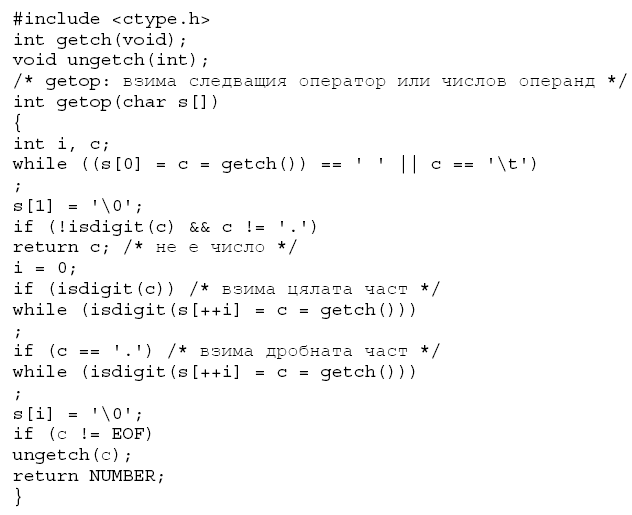 #include <ctype.h>
int getch(void);
void ungetch(int);
/* getop: взима следващия оператор или числов операнд */
int getop(char s[])
{
int i, c;
while ((s[0] = c = getch()) == ' ' || c == '\t')
;
s[1] = '\0';
if (!isdigit(c) && c != '.')
return c; /* не е число */
i = 0;
if (isdigit(c)) /* взима цялата част */
while (isdigit(s[++i] = c = getch()))
;
if (c == '.') /* взима дробната част */
while (isdigit(s[++i] = c = getch()))
;
s[i] = '\0';
if (c != EOF)
ungetch(c);
return NUMBER;
}